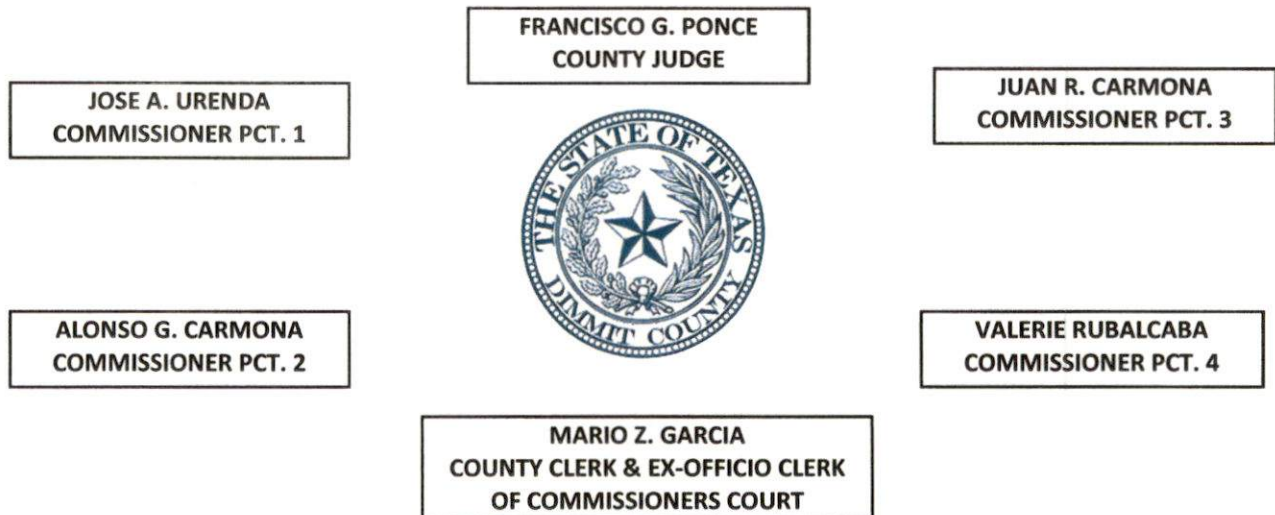 FRANCISCO G. PONCE
COUNTY JUDGE
JOSE A. URENDA
COMMISSIONER PCT. 1
JUAN R. CARMONA
COMMISSIONER PCT. 3
THE STATE OF TEXAS
DIMMIT COUNTY
ALONSO G. CARMONA
COMMISSIONER PCT. 2
VALERIE RUBALCABA
COMMISSIONER PCT. 4
MARIO Z. GARCIA
COUNTY CLERK & EX-OFFICIO CLERK
OF COMMISSIONERS COURT